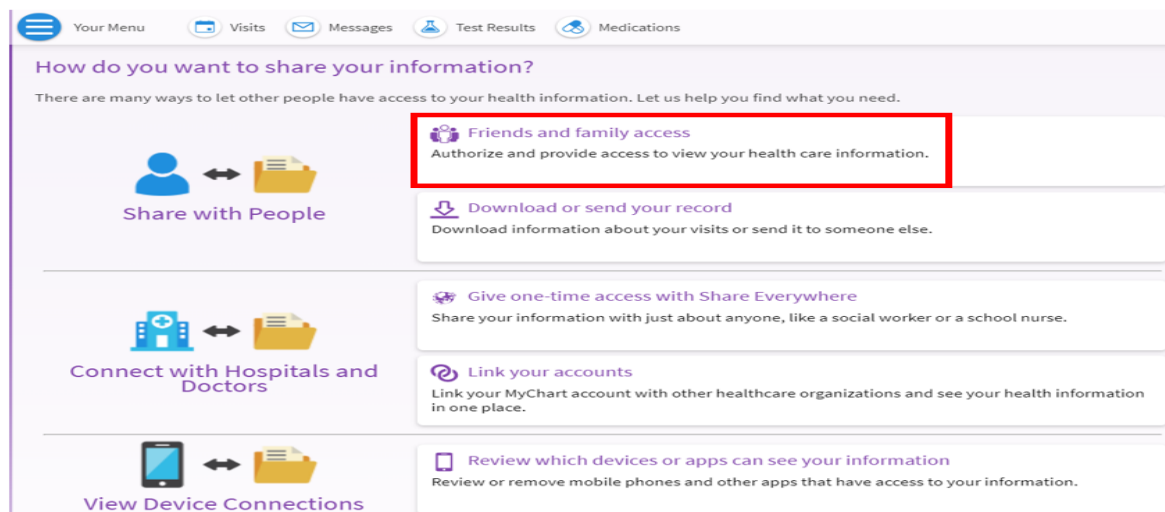 Your Menu Visits Messages Test Results Medications
How do you want to share your information?
There are many ways to let other people have access to your health information. Let us help you find what you need.
Share with People
Friends and family access
Authorize and provide access to view your health care information.
Download or send your record
Download information about your visits or send it to someone else.
Connect with Hospitals and
Doctors
Give one-time access with Share Everywhere
Share your information with just about anyone, like a social worker or a school nurse.
Link your accounts
Link your MyChart account with other healthcare organizations and see your health information
in one place.
View Device Connections
Review which devices or apps can see your information
Review or remove mobile phones and other apps that have access to your information.